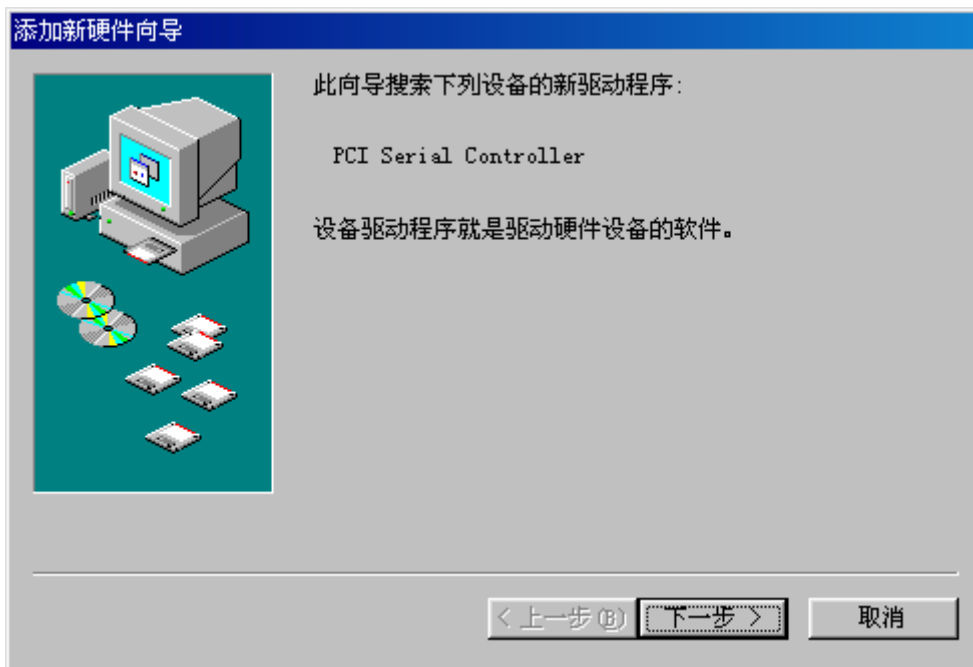 添加新硬件向导
此向导搜索下列设备的新驱动程序:
PCI Serial Controller
设备驱动程序就是驱动硬件设备的软件。
< 上一步(B) 下一步 > 取消